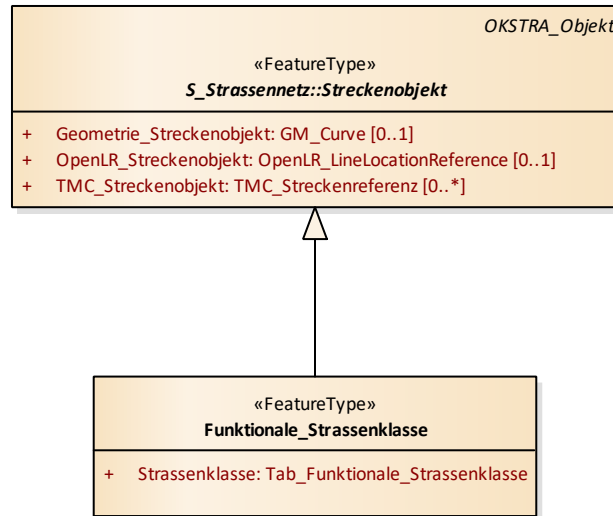 OKSTRA_Objekt
«FeatureType»
S_Strassennetz::Streckenobjekt
+ Geometrie_Streckenobjekt: GM_Curve [0..1]
+ OpenLR_Streckenobjekt: OpenLR_LineLocationReference [0..1]
+ TMC_Streckenobjekt: TMC_Streckenreferenz [0..*]
«FeatureType»
Funktionale_Strassenklasse
+ Strassenklasse: Tab_Funktionale_Strassenklasse